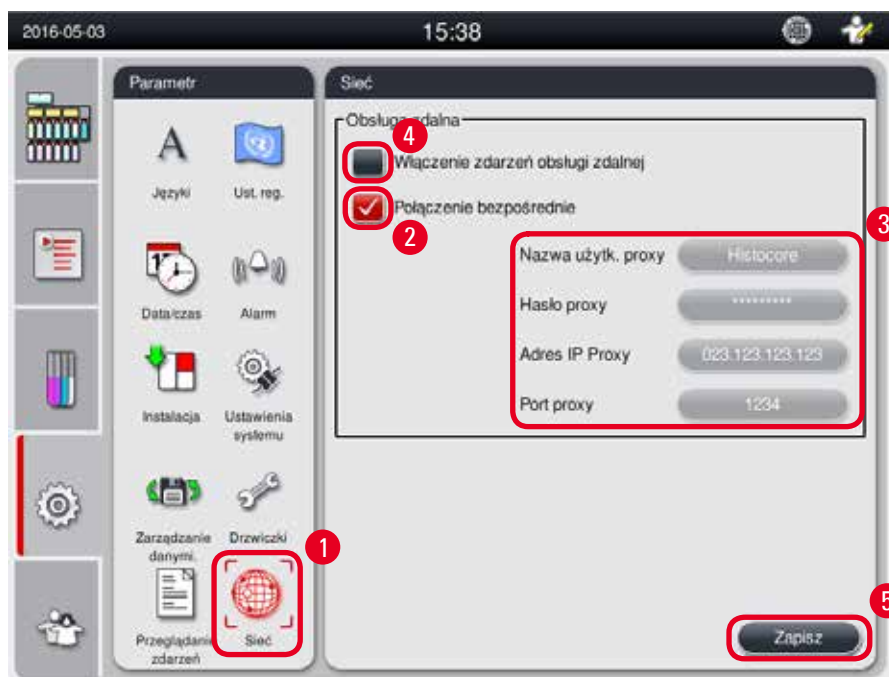 2016-05-03
15:38
Parametr
Języki
Ust. reg.
17
Data/czas
Alarm
Instalacja
Ustawienia
systemu
Zarządzanie
danymi.
Drzwiczki
Przeglądanie
zdarzeń
Sieć
1
Sieć
Obsługa zdalna
4
Włączenie zdarzeń obsługi zdalnej
Połączenie bezpośrednie
2
3
Nazwa użytk. proxy
Histocore
Hasło proxy
*********
Adres IP Proxy
023.123.123.123
Port proxy
1234
5
Zapisz